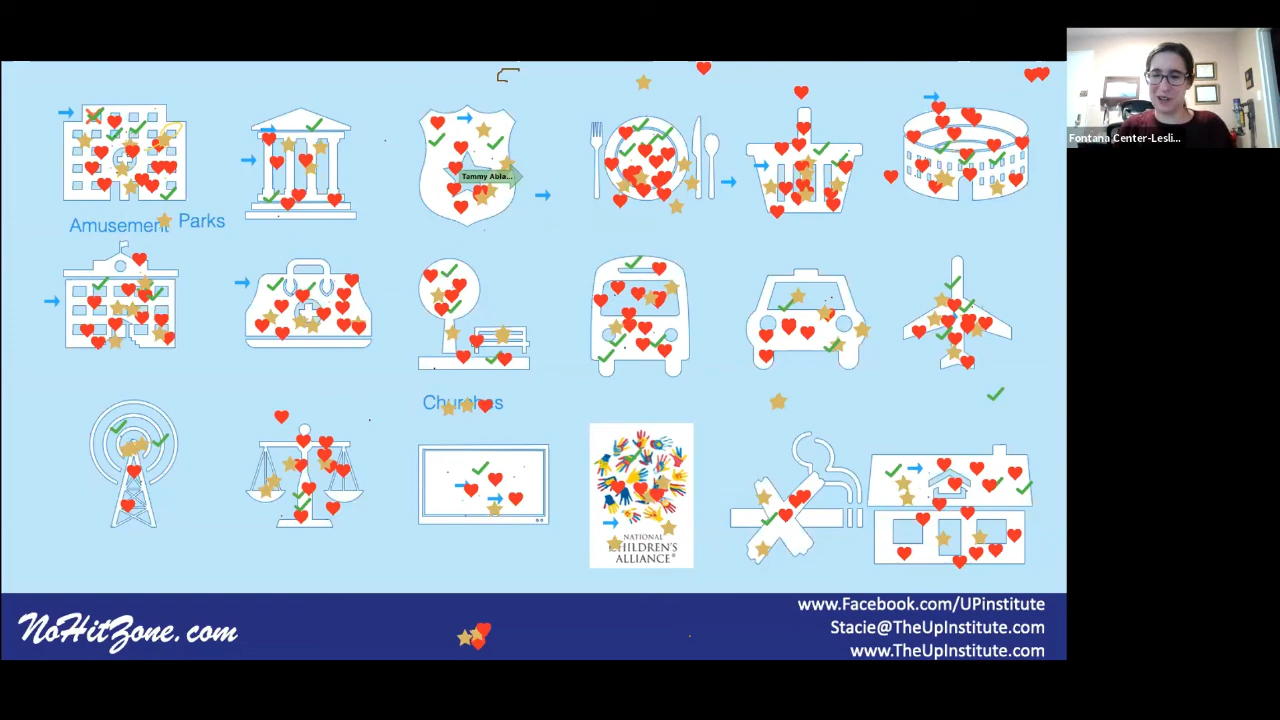 Fontana Center-Lesli...
Tammy Abla...
Amusement Parks
Churches
NATIONAL
CHILDREN'S
ALLIANCE®
NoHitZone.com
www.Facebook.com/UPinstitute
Stacie@TheUpInstitute.com
www.TheUpInstitute.com